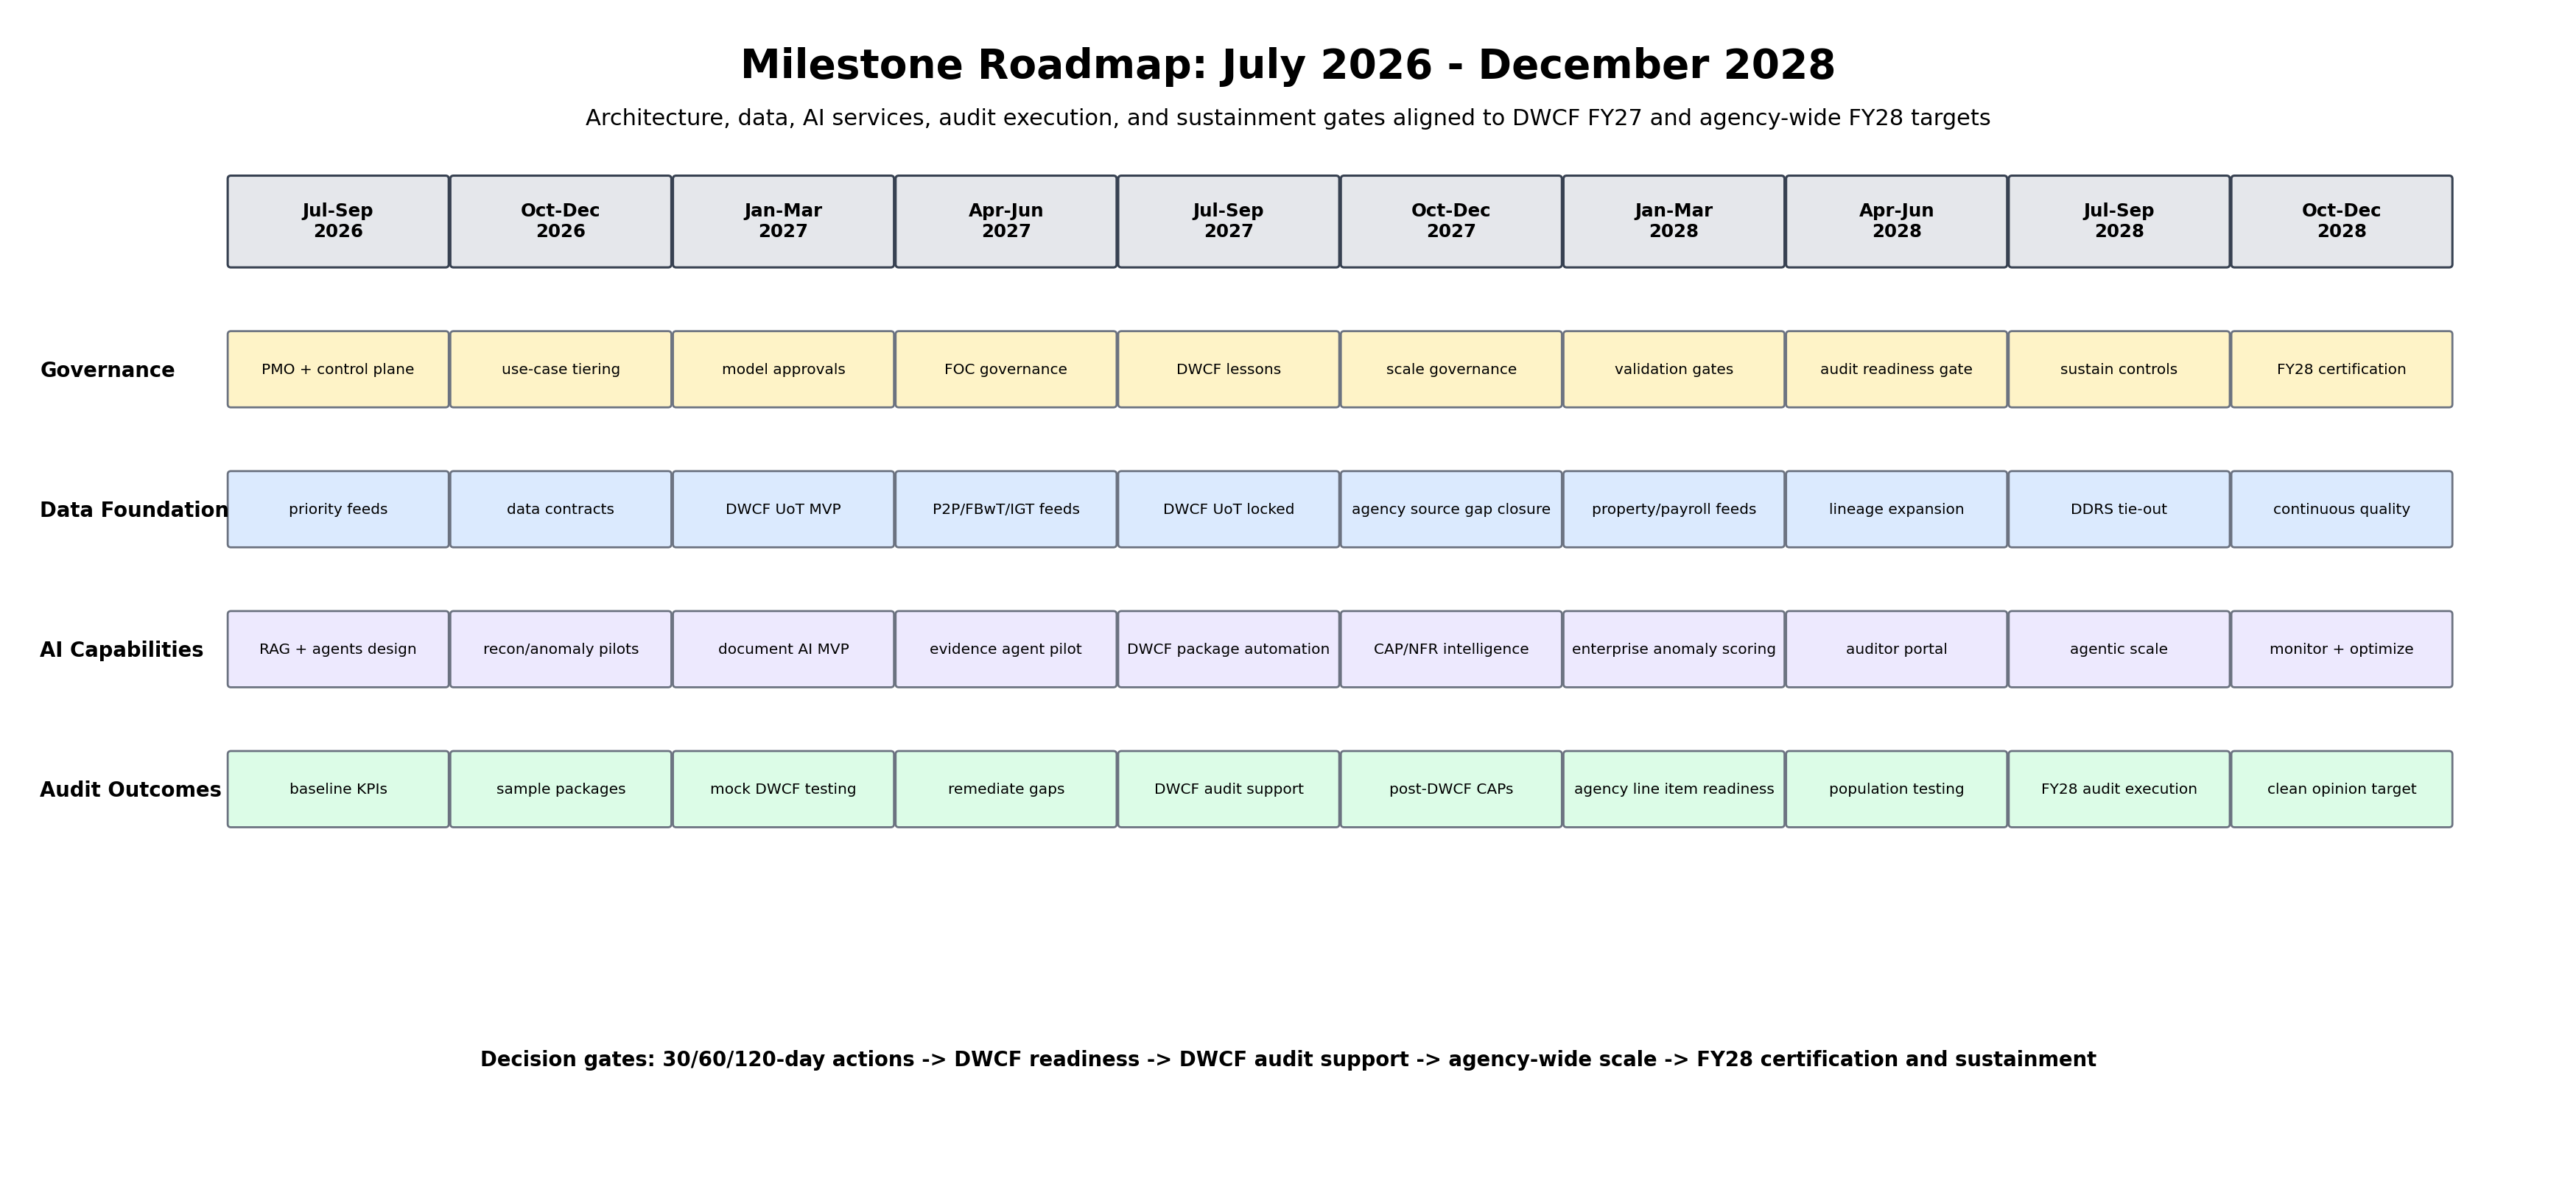 Milestone Roadmap: July 2026 - December 2028
Architecture, data, AI services, audit execution, and sustainment gates aligned to DWCF FY27 and agency-wide FY28 targets
Jul-Sep
2026
Oct-Dec
2026
Jan-Mar
2027
Apr-Jun
2027
Jul-Sep
2027
Oct-Dec
2027
Jan-Mar
2028
Apr-Jun
2028
Jul-Sep
2028
Oct-Dec
2028
Governance
PMO + control plane
use-case tiering
model approvals
FOC governance
DWCF lessons
scale governance
validation gates
audit readiness gate
sustain controls
FY28 certification
Data Foundation
priority feeds
data contracts
DWCF UoT MVP
P2P/FBwT/IGT feeds
DWCF UoT locked
agency source gap closure
property/payroll feeds
lineage expansion
DDRS tie-out
continuous quality
AI Capabilities
RAG + agents design
recon/anomaly pilots
document AI MVP
evidence agent pilot
DWCF package automation
CAP/NFR intelligence
enterprise anomaly scoring
auditor portal
agentic scale
monitor + optimize
Audit Outcomes
baseline KPIs
sample packages
mock DWCF testing
remediate gaps
DWCF audit support
post-DWCF CAPs
agency line item readiness
population testing
FY28 audit execution
clean opinion target
Decision gates: 30/60/120-day actions -> DWCF readiness -> DWCF audit support -> agency-wide scale -> FY28 certification and sustainment